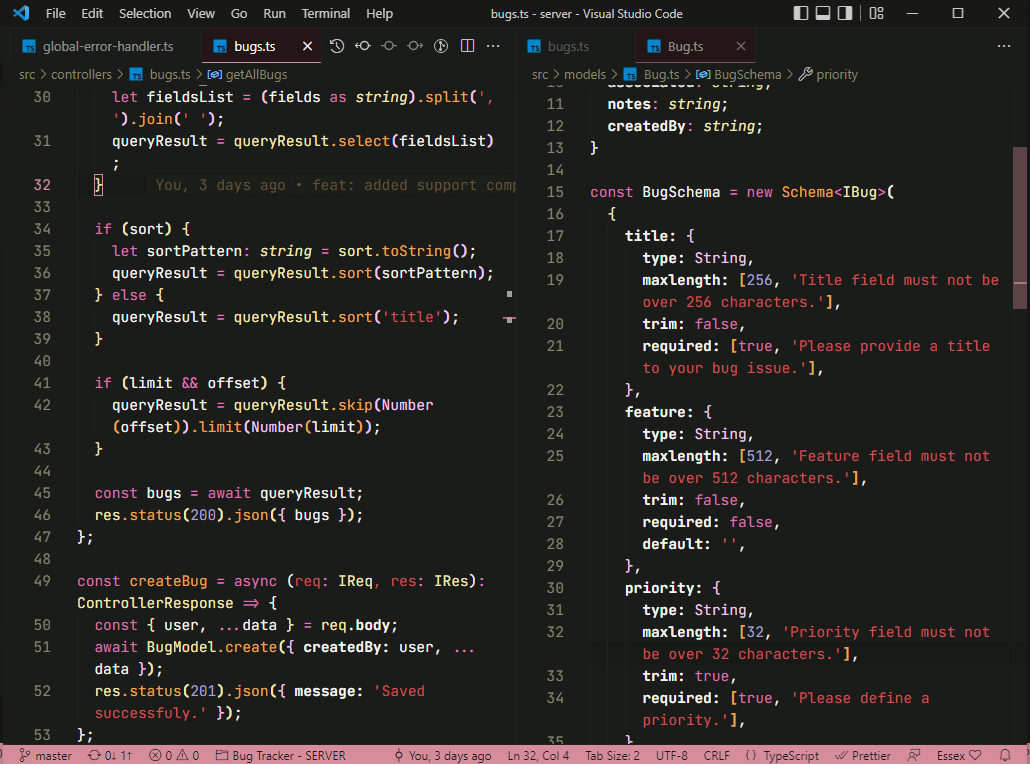 File Edit Selection View Go Run Terminal Help bugs.ts - server - Visual Studio Code
TS global-error-handler.ts TS bugs.ts
src > controllers > TS bugs.ts > getAllBugs
30 let fieldsList = (fields as string).split(',
').join(' ');
31 queryResult = queryResult.select(fieldsList)
;
32 } You, 3 days ago • feat: added support comp
33
34 if (sort) {
35 let sortPattern: string = sort.toString();
36 queryResult = queryResult.sort(sortPattern);
37 } else {
38 queryResult = queryResult.sort('title');
39 }
40
41 if (limit && offset) {
42 queryResult = queryResult.skip(Number
(offset)).limit(Number(limit));
43 }
44
45 const bugs = await queryResult;
46 res.status(200).json({ bugs });
47 };
48
49 const createBug = async (req: IReq, res: IRes):
ControllerResponse => {
50 const { user, ...data } = req.body;
51 await BugModel.create({ createdBy: user, ...
data });
52 res.status(201).json({ message: 'Saved
successfuly.' });
53 };
TS bugs.ts TS Bug.ts
src > models > TS Bug.ts > BugSchema > priority
11 notes: string;
12 createdBy: string;
13 }
14
15 const BugSchema = new Schema<IBug>(
16 {
17 title: {
18 type: String,
19 maxlength: [256, 'Title field must not be
over 256 characters.'],
20 trim: false,
21 required: [true, 'Please provide a title
to your bug issue.'],
22 },
23 feature: {
24 type: String,
25 maxlength: [512, 'Feature field must not
be over 512 characters.'],
26 trim: false,
27 required: false,
28 default: '',
29 },
30 priority: {
31 type: String,
32 maxlength: [32, 'Priority field must not
be over 32 characters.'],
33 trim: true,
34 required: [true, 'Please define a
priority.'],
35 }
master 0↓ 1↑ 0 0 Bug Tracker - SERVER You, 3 days ago Ln 32, Col 4 Tab Size: 2 UTF-8 CRLF {} TypeScript Prettier Essex ♡